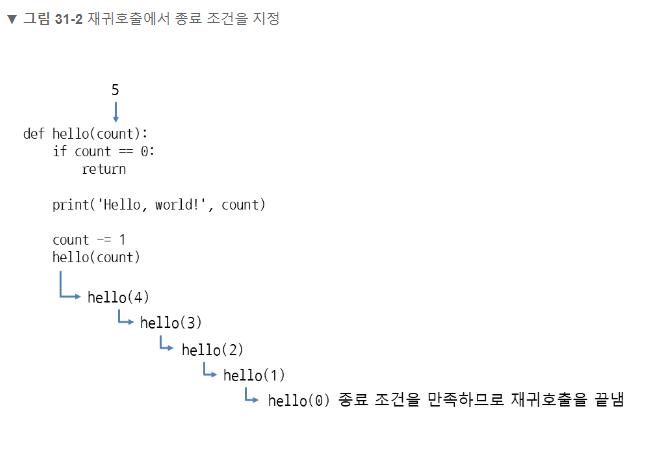 ▼ 그림 31-2 재귀호출에서 종료 조건을 지정
5
def hello(count):
    if count == 0:
        return
    print('Hello, world!', count)
    count -= 1
    hello(count)
hello(4)
hello(3)
hello(2)
hello(1)
hello(0) 종료 조건을 만족하므로 재귀호출을 끝냄